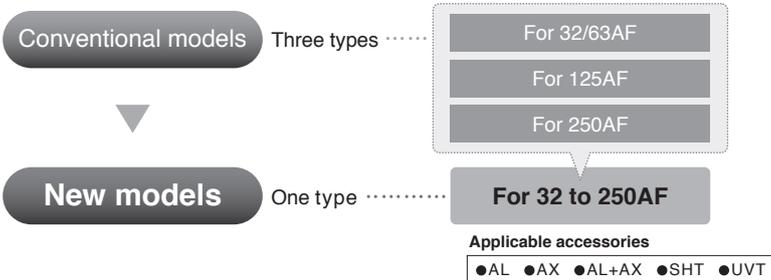 Conventional models
Three types
For 32/63AF
For 125AF
For 250AF
New models
One type
For 32 to 250AF
Applicable accessories
●AL ●AX ●AL+AX ●SHT ●UVT